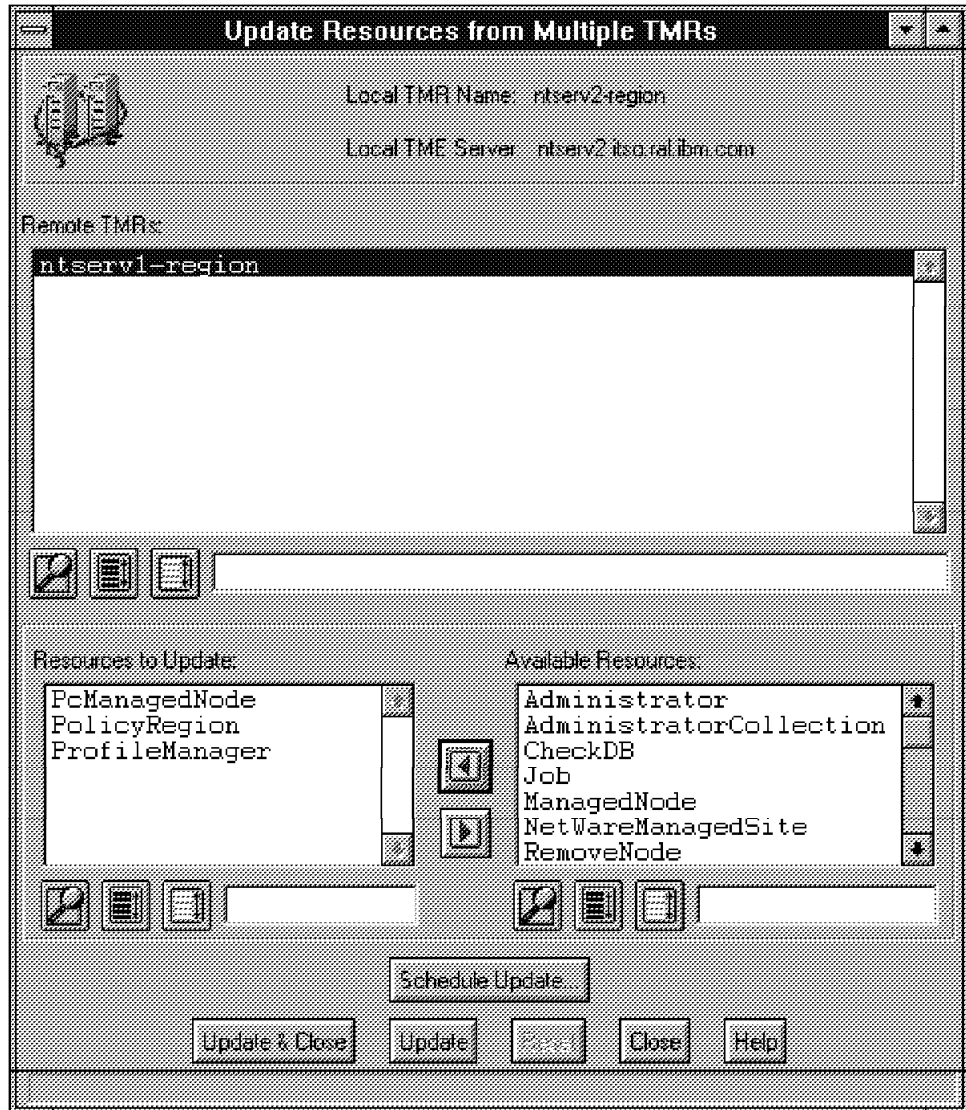 Update Resources from Multiple TMRs
Local TMR Name: ntserv2-region
Local TME Server ntserv2.itso.ral.ibm.com
Remote TMRs:
ntserv1-region
Resources to Update:
Available Resources:
PcManagedNode
PolicyRegion
ProfileManager
Administrator
AdministratorCollection
CheckDB
Job
ManagedNode
NetWareManagedSite
RemoveNode
Schedule Update...
Update & Close
Update
Reset
Close
Help